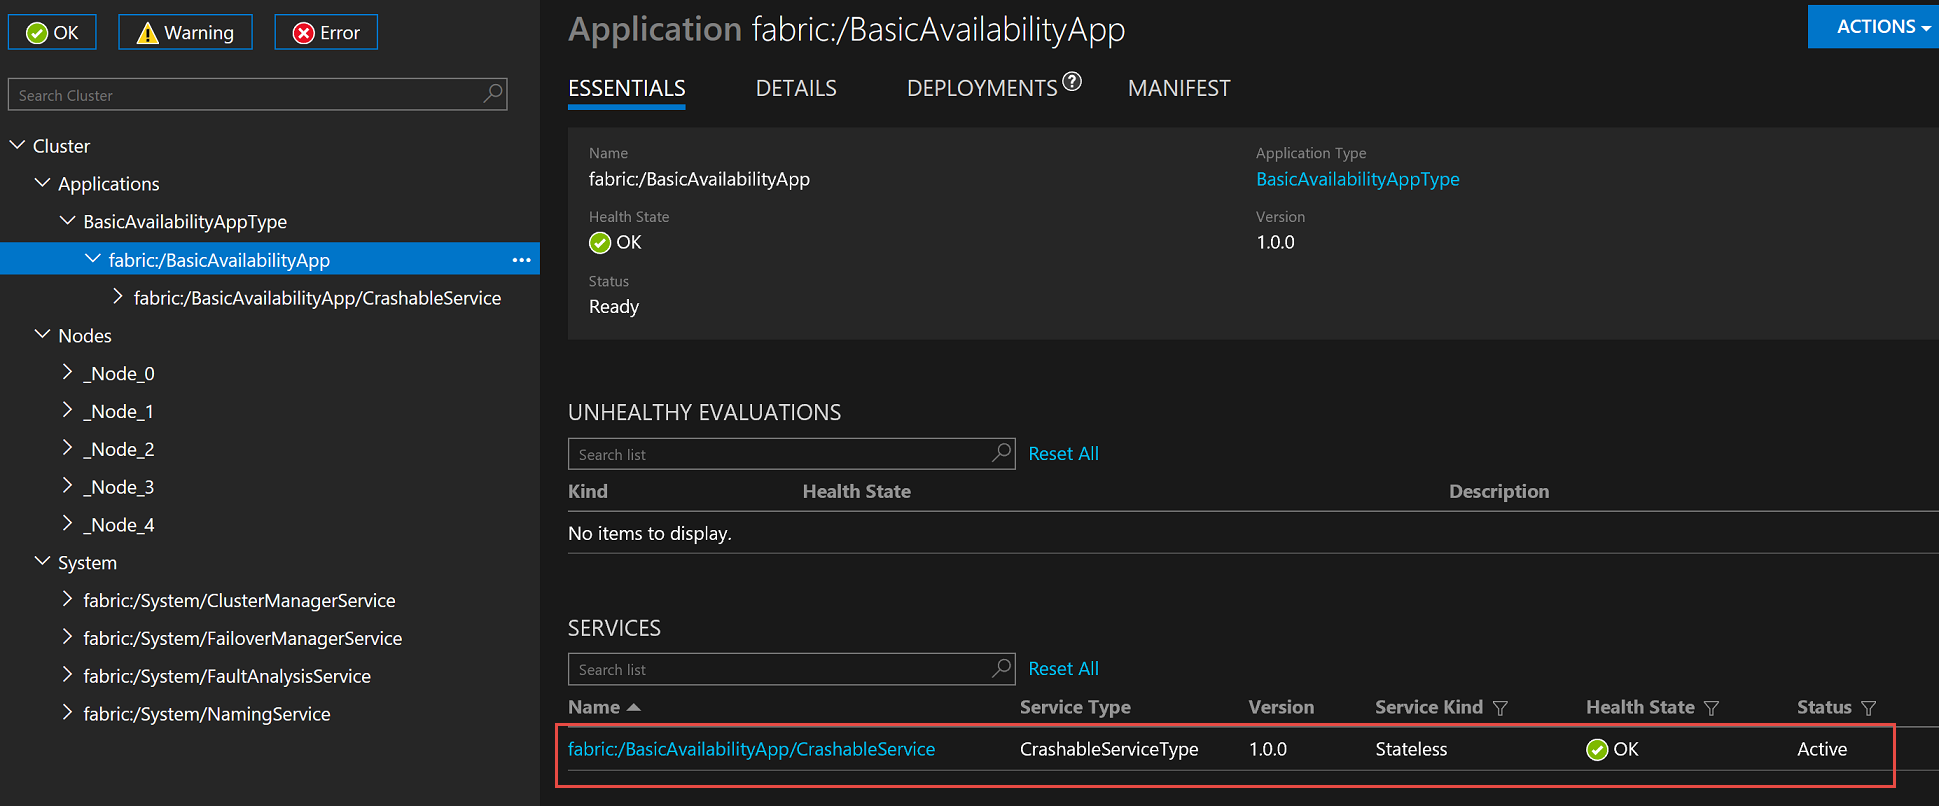 OK Warning Error
Search Cluster
Cluster
Applications
BasicAvailabilityAppType
fabric:/BasicAvailabilityApp •••
fabric:/BasicAvailabilityApp/CrashableService
Nodes
_Node_0
_Node_1
_Node_2
_Node_3
_Node_4
System
fabric:/System/ClusterManagerService
fabric:/System/FailoverManagerService
fabric:/System/FaultAnalysisService
fabric:/System/NamingService
Application fabric:/BasicAvailabilityApp
ACTIONS
ESSENTIALS DETAILS DEPLOYMENTS ? MANIFEST
Name Application Type
fabric:/BasicAvailabilityApp BasicAvailabilityAppType
Health State Version
OK 1.0.0
Status
Ready
UNHEALTHY EVALUATIONS
Search list Reset All
Kind Health State Description
No items to display.
SERVICES
Search list Reset All
Name Service Type Version Service Kind Health State Status
fabric:/BasicAvailabilityApp/CrashableService CrashableServiceType 1.0.0 Stateless OK Active